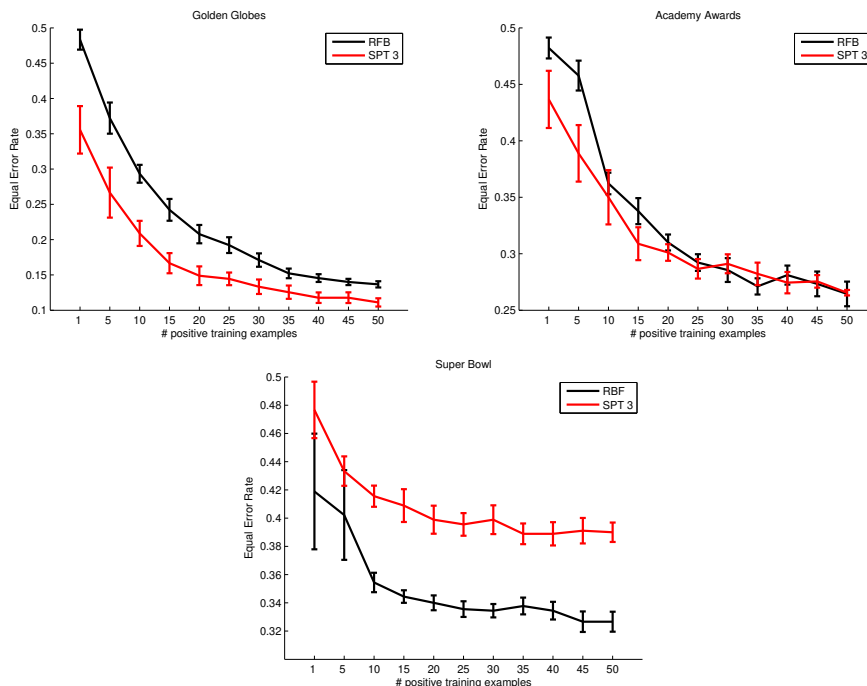 Golden Globes
0.5
0.45
0.4
0.35
0.3
0.25
0.2
0.15
0.1
Equal Error Rate
RFB
SPT 3
1 5 10 15 20 25 30 35 40 45 50
# positive training examples
Academy Awards
0.5
0.45
0.4
0.35
0.3
0.25
Equal Error Rate
RFB
SPT 3
1 5 10 15 20 25 30 35 40 45 50
# positive training examples
Super Bowl
0.5
0.48
0.46
0.44
0.42
0.4
0.38
0.36
0.34
0.32
Equal Error Rate
RBF
SPT 3
1 5 10 15 20 25 30 35 40 45 50
# positive training examples